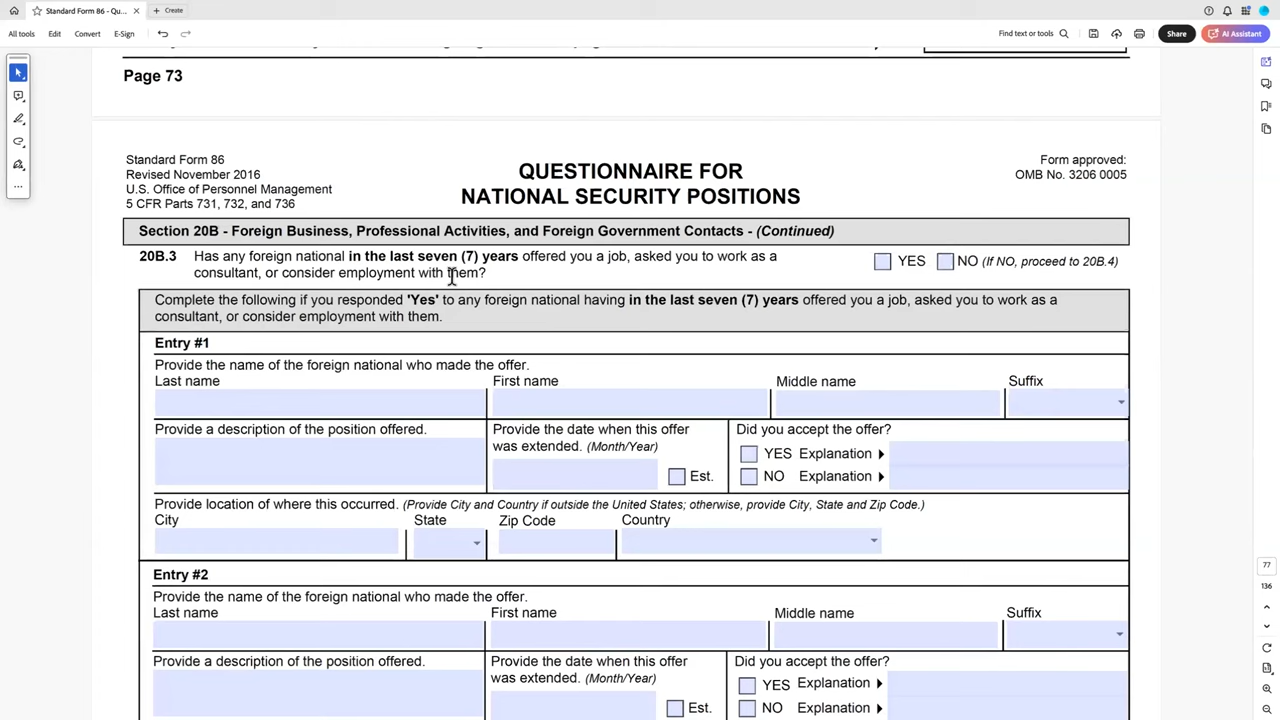 Standard Form 86 - Qu...
Create
All tools Edit Convert E-Sign
Find text or tools
Share
AI Assistant
Page 73
Standard Form 86
Revised November 2016
U.S. Office of Personnel Management
5 CFR Parts 731, 732, and 736
QUESTIONNAIRE FOR
NATIONAL SECURITY POSITIONS
Form approved:
OMB No. 3206 0005
Section 20B - Foreign Business, Professional Activities, and Foreign Government Contacts - (Continued)
20B.3 Has any foreign national in the last seven (7) years offered you a job, asked you to work as a
consultant, or consider employment with them?
YES NO (If NO, proceed to 20B.4)
Complete the following if you responded 'Yes' to any foreign national having in the last seven (7) years offered you a job, asked you to work as a
consultant, or consider employment with them.
Entry #1
Provide the name of the foreign national who made the offer.
Last name First name Middle name Suffix
Provide a description of the position offered.
Provide the date when this offer
was extended. (Month/Year)
Est.
Did you accept the offer?
YES Explanation
NO Explanation
Provide location of where this occurred. (Provide City and Country if outside the United States; otherwise, provide City, State and Zip Code.)
City State Zip Code Country
Entry #2
Provide the name of the foreign national who made the offer.
Last name First name Middle name Suffix
Provide a description of the position offered.
Provide the date when this offer
was extended. (Month/Year)
Est.
Did you accept the offer?
YES Explanation
NO Explanation
77
136